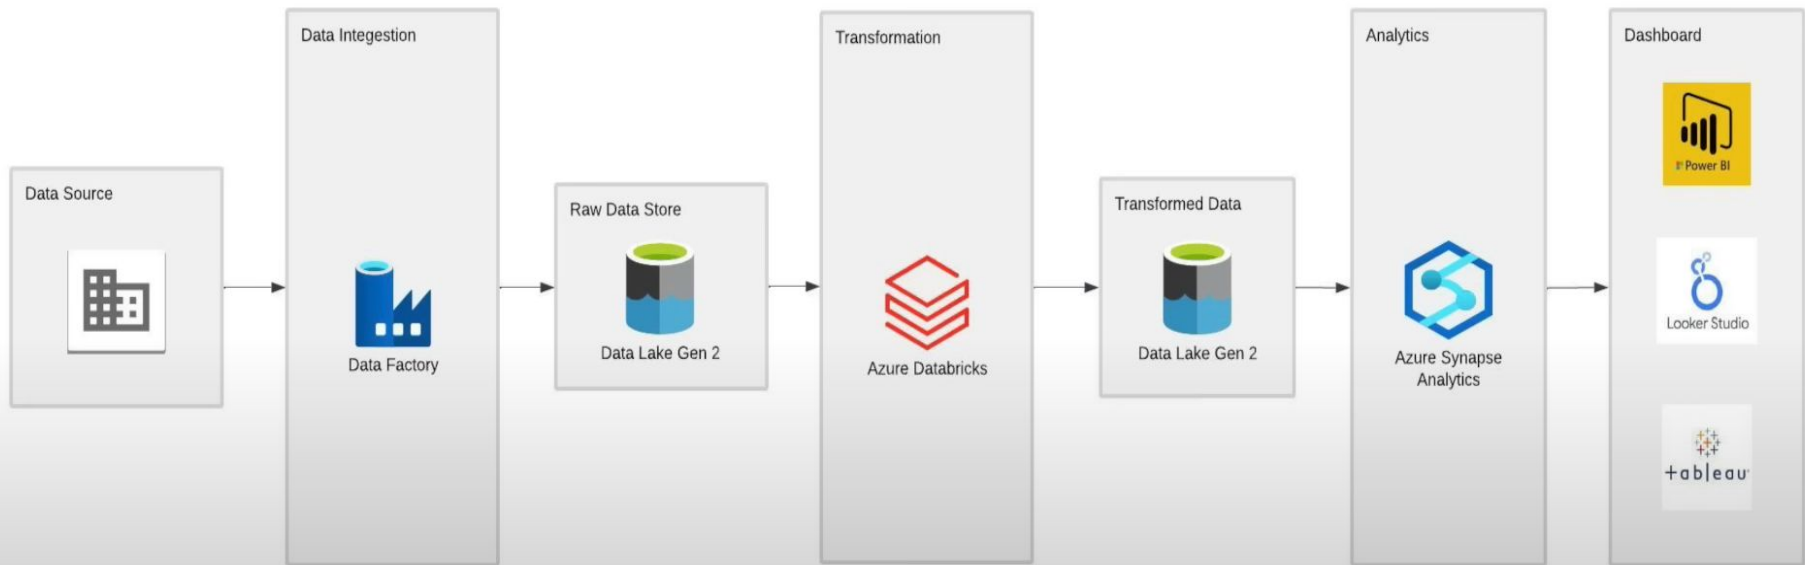 Data Source
Data Integestion
Data Factory
Raw Data Store
Data Lake Gen 2
Transformation
Azure Databricks
Transformed Data
Data Lake Gen 2
Analytics
Azure Synapse
Analytics
Dashboard
Power BI
Looker Studio
+ableau